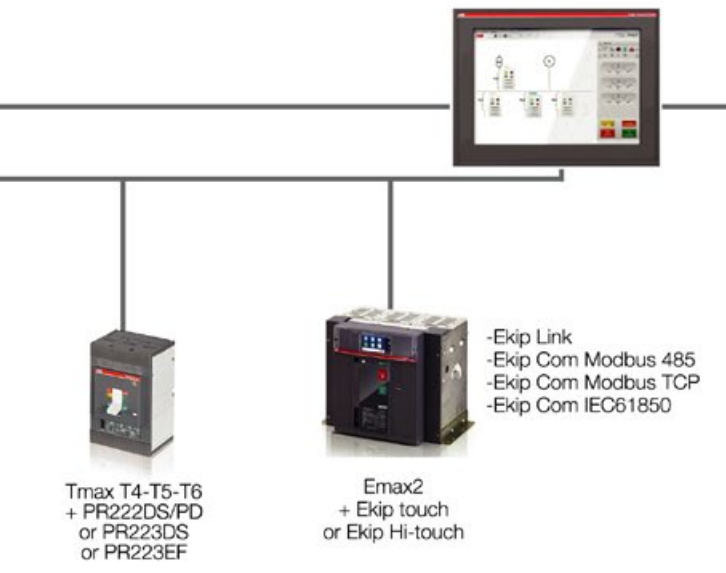 -Ekip Link
-Ekip Com Modbus 485
-Ekip Com Modbus TCP
-Ekip Com IEC61850
Tmax T4-T5-T6
+ PR222DS/PD
or PR223DS
or PR223EF
Emax2
+ Ekip touch
or Ekip Hi-touch